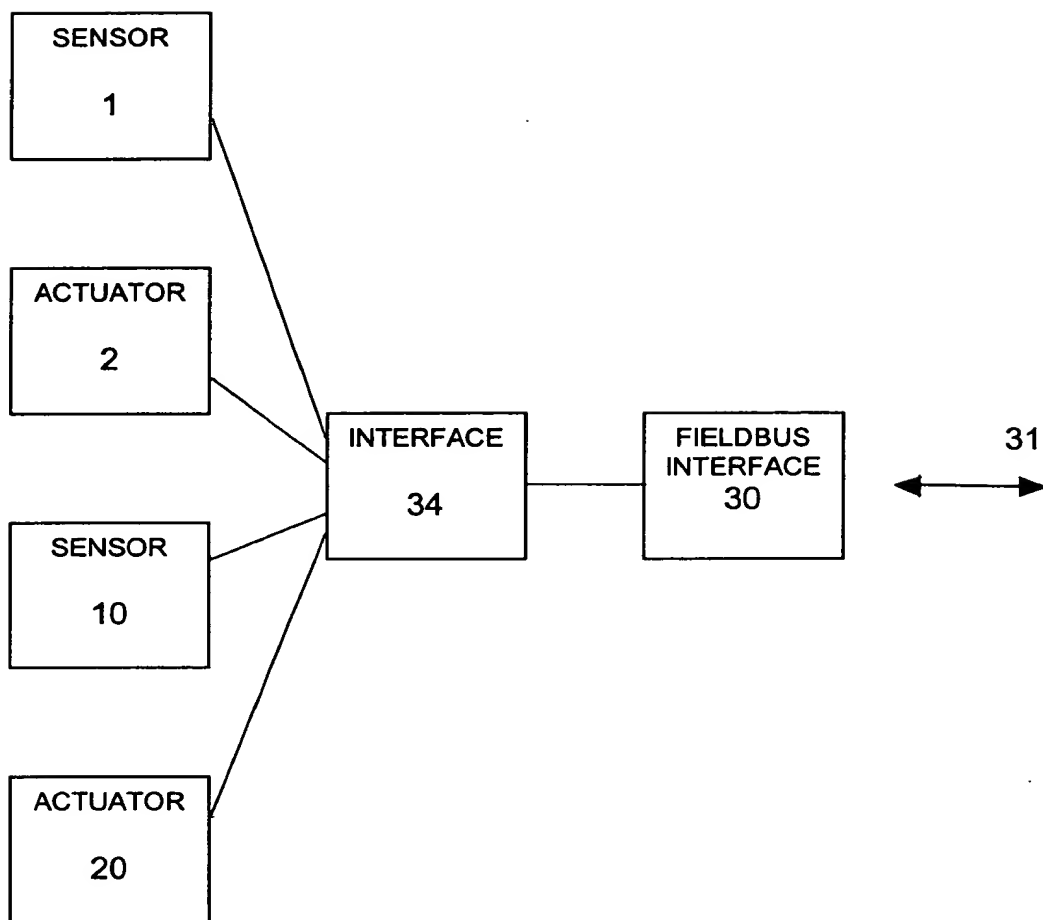 SENSOR
1
ACTUATOR
2
SENSOR
10
ACTUATOR
20
INTERFACE
34
FIELDBUS
INTERFACE
30
31